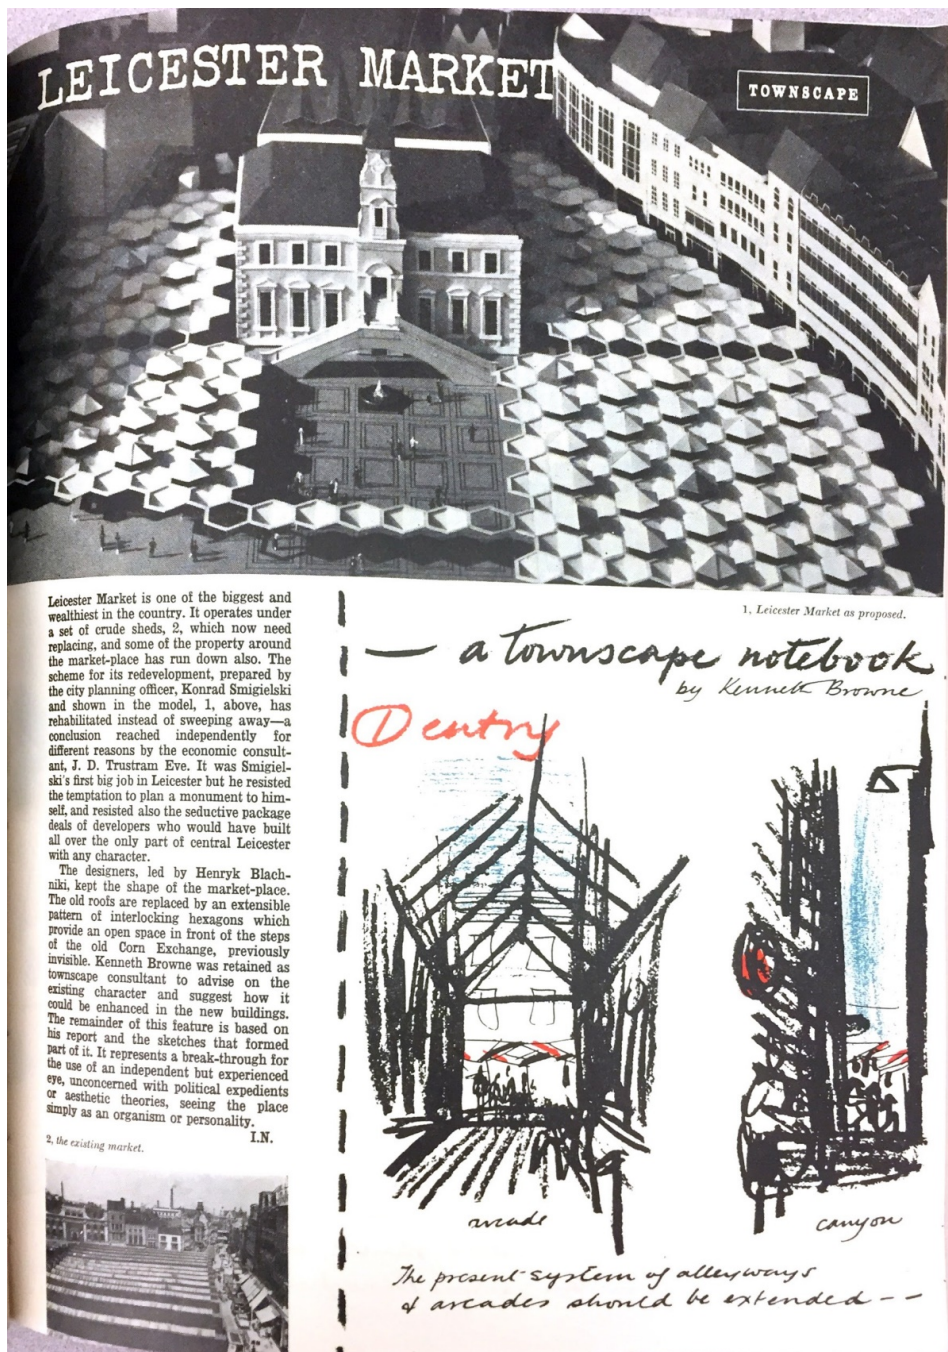 LEICESTER MARKET
TOWNSCAPE
1, Leicester Market as proposed.
Leicester Market is one of the biggest and
wealthiest in the country. It operates under
a set of crude sheds, 2, which now need
replacing, and some of the property around
the market-place has run down also. The
scheme for its redevelopment, prepared by
the city planning officer, Konrad Smigielski
and shown in the model, 1, above, has
rehabilitated instead of sweeping away—a
conclusion reached independently for
different reasons by the economic consult-
ant, J. D. Trustram Eve. It was Smigiel-
ski's first big job in Leicester but he resisted
the temptation to plan a monument to him-
self, and resisted also the seductive package
deals of developers who would have built
all over the only part of central Leicester
with any character.
The designers, led by Henryk Blach-
niki, kept the shape of the market-place.
The old roofs are replaced by an extensible
pattern of interlocking hexagons which
provide an open space in front of the steps
of the old Corn Exchange, previously
invisible. Kenneth Browne was retained as
townscape consultant to advise on the
existing character and suggest how it
could be enhanced in the new buildings.
The remainder of this feature is based on
his report and the sketches that formed
part of it. It represents a break-through for
the use of an independent but experienced
eye, unconcerned with political expedients
or aesthetic theories, seeing the place
simply as an organism or personality.
I.N.
2, the existing market.
— a townscape notebook
by Kenneth Browne
① entry
arcade
canyon
The present system of alleyways
& arcades should be extended – –